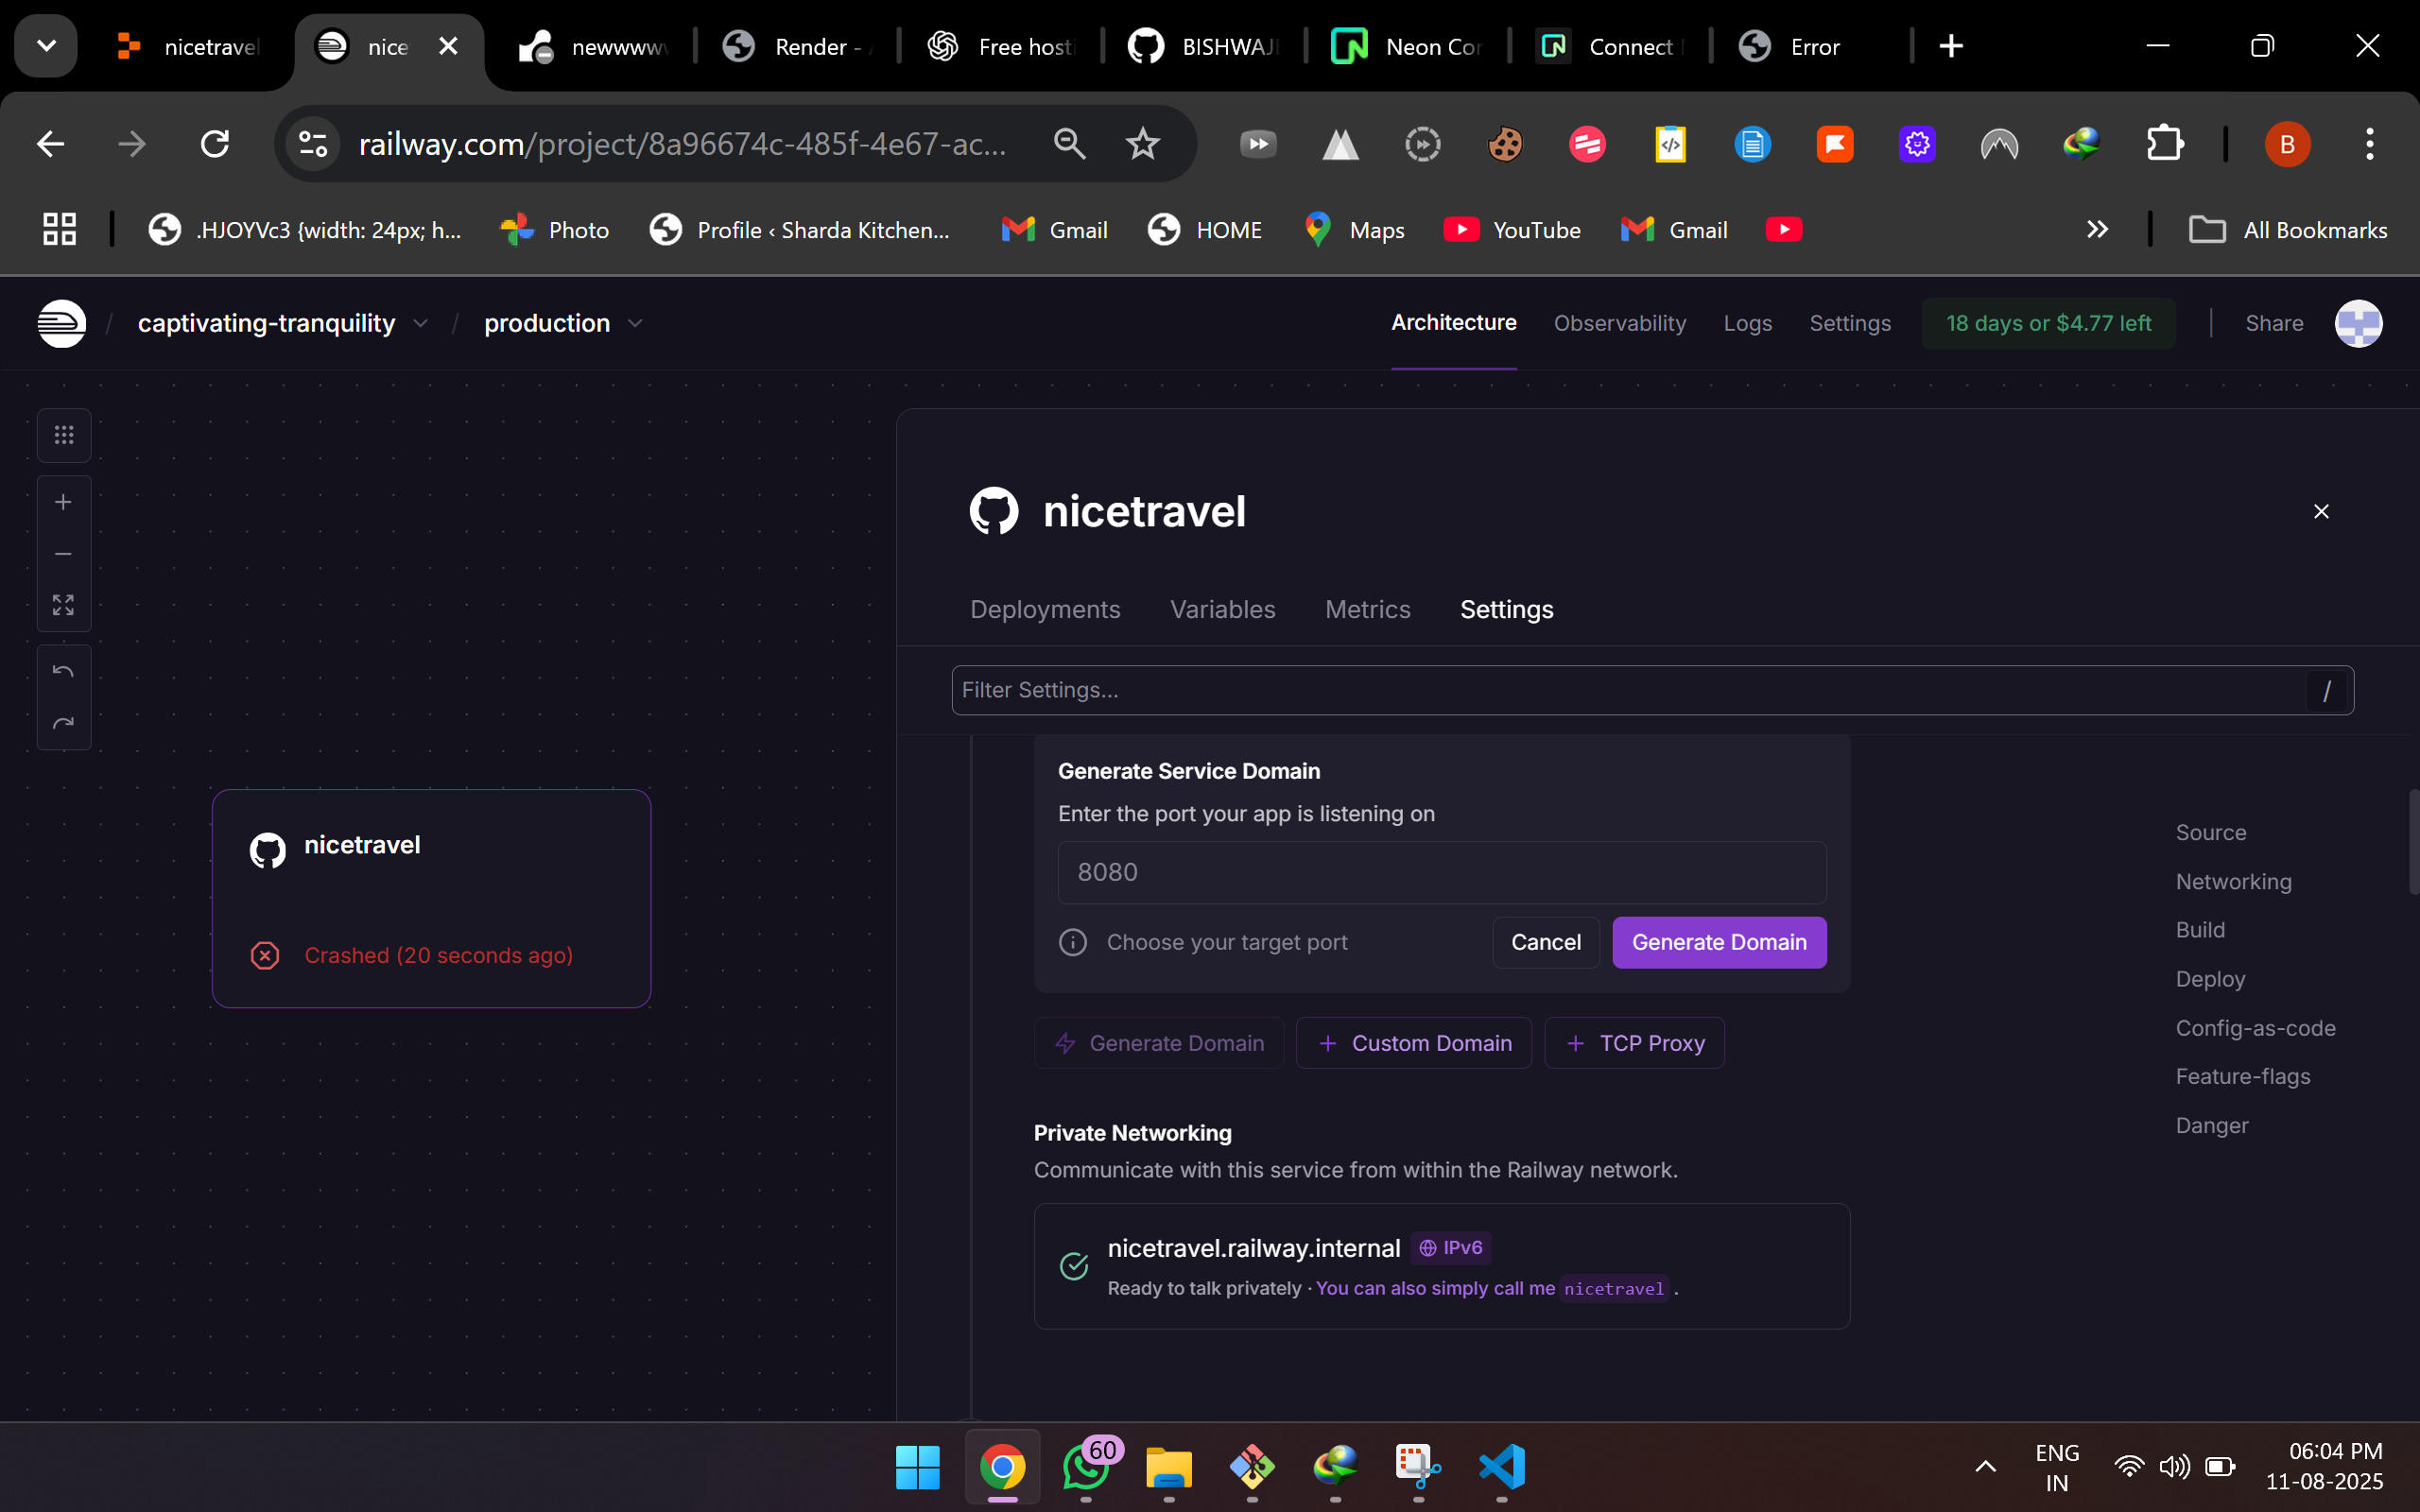 nicetravel
nice
newwwwv
Render - A
Free hosti
BISHWAJE
Neon Cor
Connect
Error
railway.com/project/8a96674c-485f-4e67-ac...
B
.HJOYVc3 {width: 24px; h...
Photo
Profile ‹ Sharda Kitchen...
Gmail
HOME
Maps
YouTube
Gmail
All Bookmarks
/ captivating-tranquility / production
Architecture
Observability
Logs
Settings
18 days or $4.77 left
Share
nicetravel
Deployments
Variables
Metrics
Settings
Filter Settings...
/
nicetravel
Crashed (20 seconds ago)
Generate Service Domain
Enter the port your app is listening on
8080
Choose your target port
Cancel
Generate Domain
Generate Domain
Custom Domain
TCP Proxy
Private Networking
Communicate with this service from within the Railway network.
nicetravel.railway.internal IPv6
Ready to talk privately · You can also simply call me nicetravel .
Source
Networking
Build
Deploy
Config-as-code
Feature-flags
Danger
60
ENG
IN
06:04 PM
11-08-2025